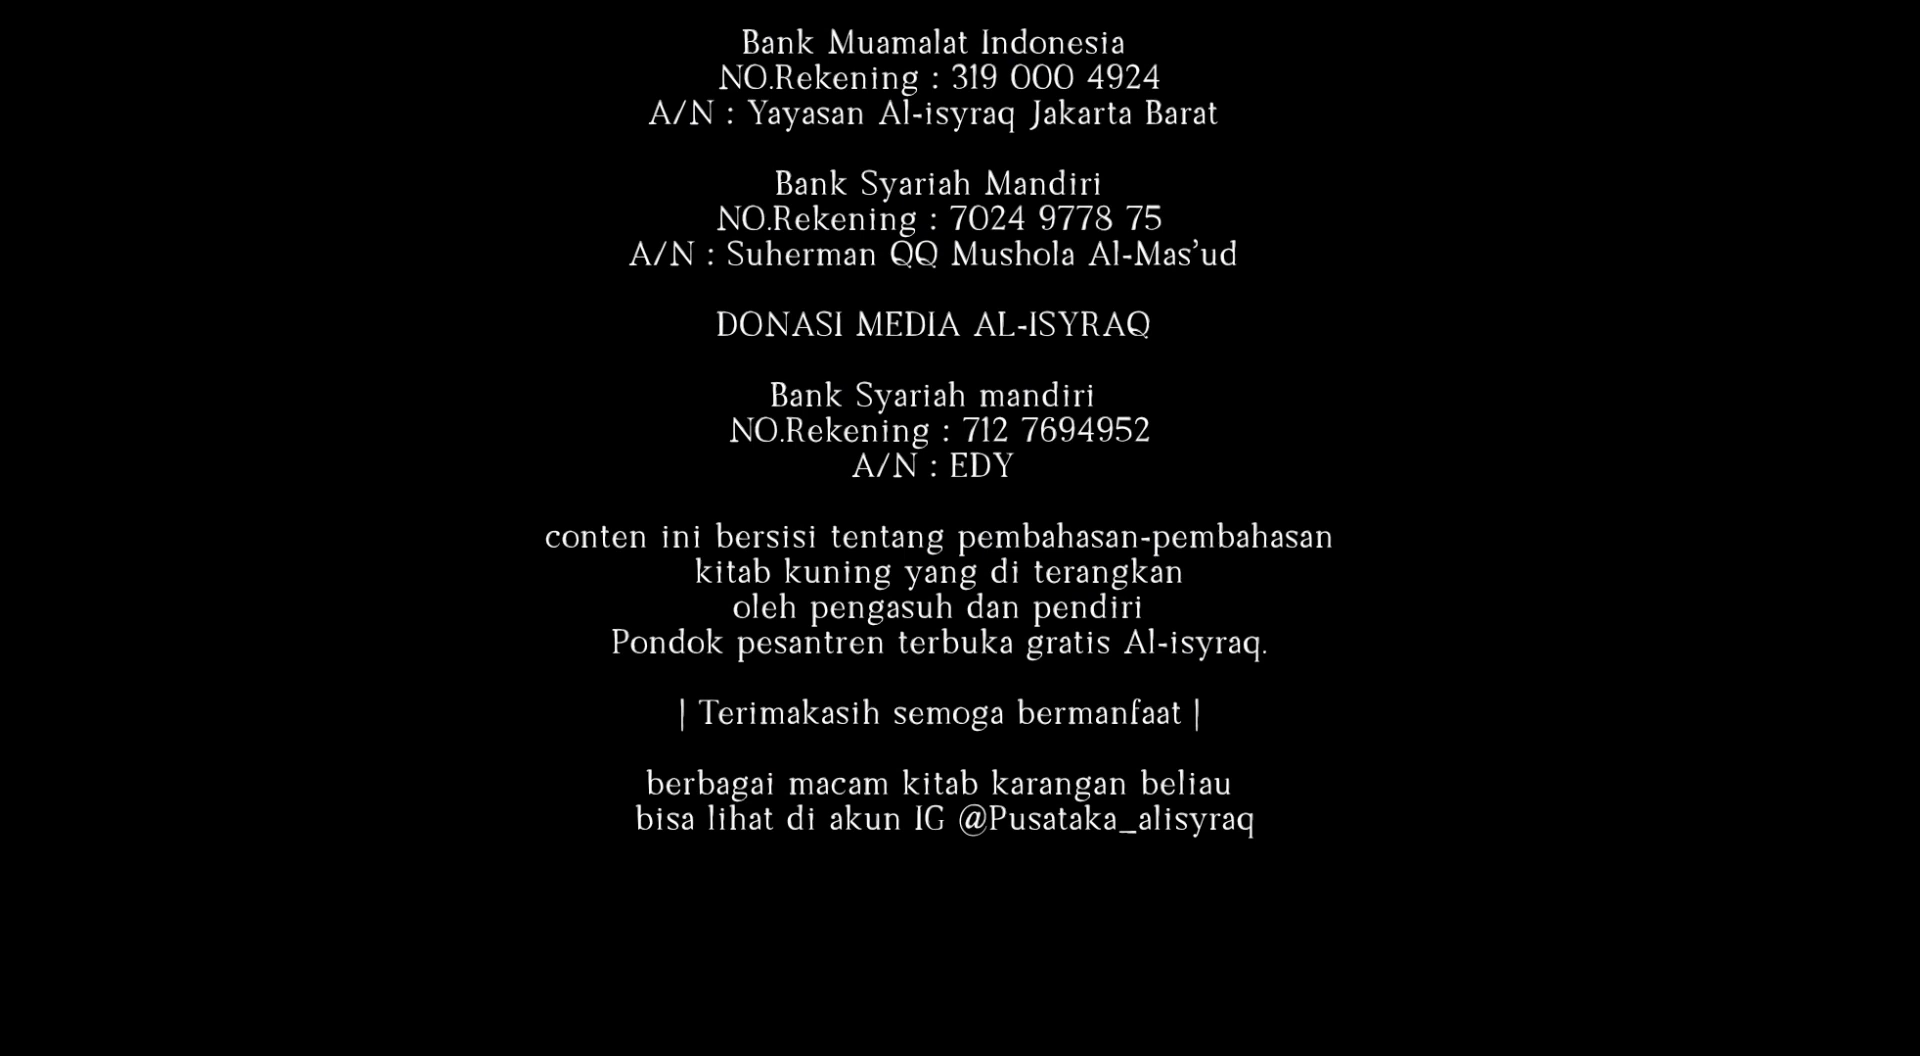 Bank Muamalat Indonesia
NO.Rekening : 319 000 4924
A/N : Yayasan Al-isyraq Jakarta Barat
Bank Syariah Mandiri
NO.Rekening : 7024 9778 75
A/N : Suherman QQ Mushola Al-Mas'ud
DONASI MEDIA AL-ISYRAQ
Bank Syariah mandiri
NO.Rekening : 712 7694952
A/N : EDY
conten ini bersisi tentang pembahasan-pembahasan
kitab kuning yang di terangkan
oleh pengasuh dan pendiri
Pondok pesantren terbuka gratis Al-isyraq.
| Terimakasih semoga bermanfaat |
berbagai macam kitab karangan beliau
bisa lihat di akun IG @Pusataka_alisyraq